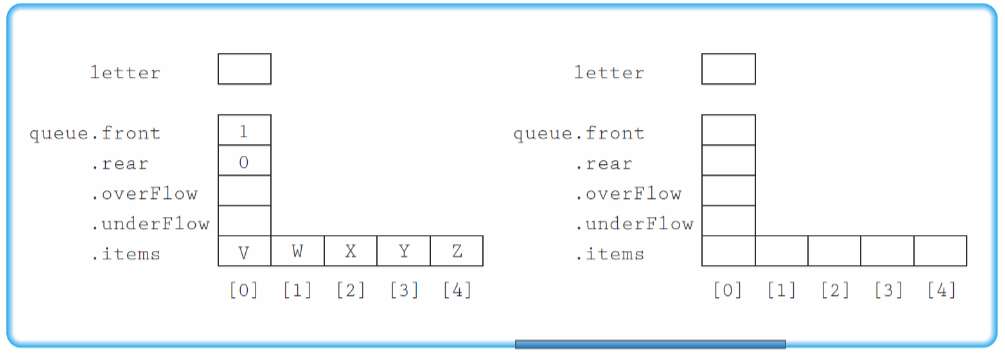 letter letter
queue.front 1 queue.front
.rear 0 .rear
.overFlow .overFlow
.underFlow .underFlow
.items V W X Y Z .items
[0] [1] [2] [3] [4] [0] [1] [2] [3] [4]